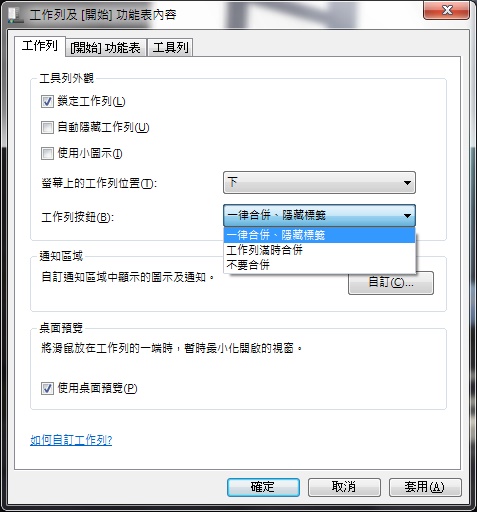 工作列及 [開始] 功能表內容
工作列 [開始] 功能表 工具列
工作列外觀
鎖定工作列(L)
自動隱藏工作列(U)
使用小圖示(I)
螢幕上的工作列位置(T): 下
工作列按鈕(B): 一律合併、隱藏標籤
一律合併、隱藏標籤
工作列滿時合併
不要合併
通知區域
自訂通知區域中顯示的圖示及通知。
自訂(C)...
桌面預覽
將滑鼠放在工作列的一端時，暫時最小化開啟的視窗。
使用桌面預覽(P)
如何自訂工作列?
確定 取消 套用(A)